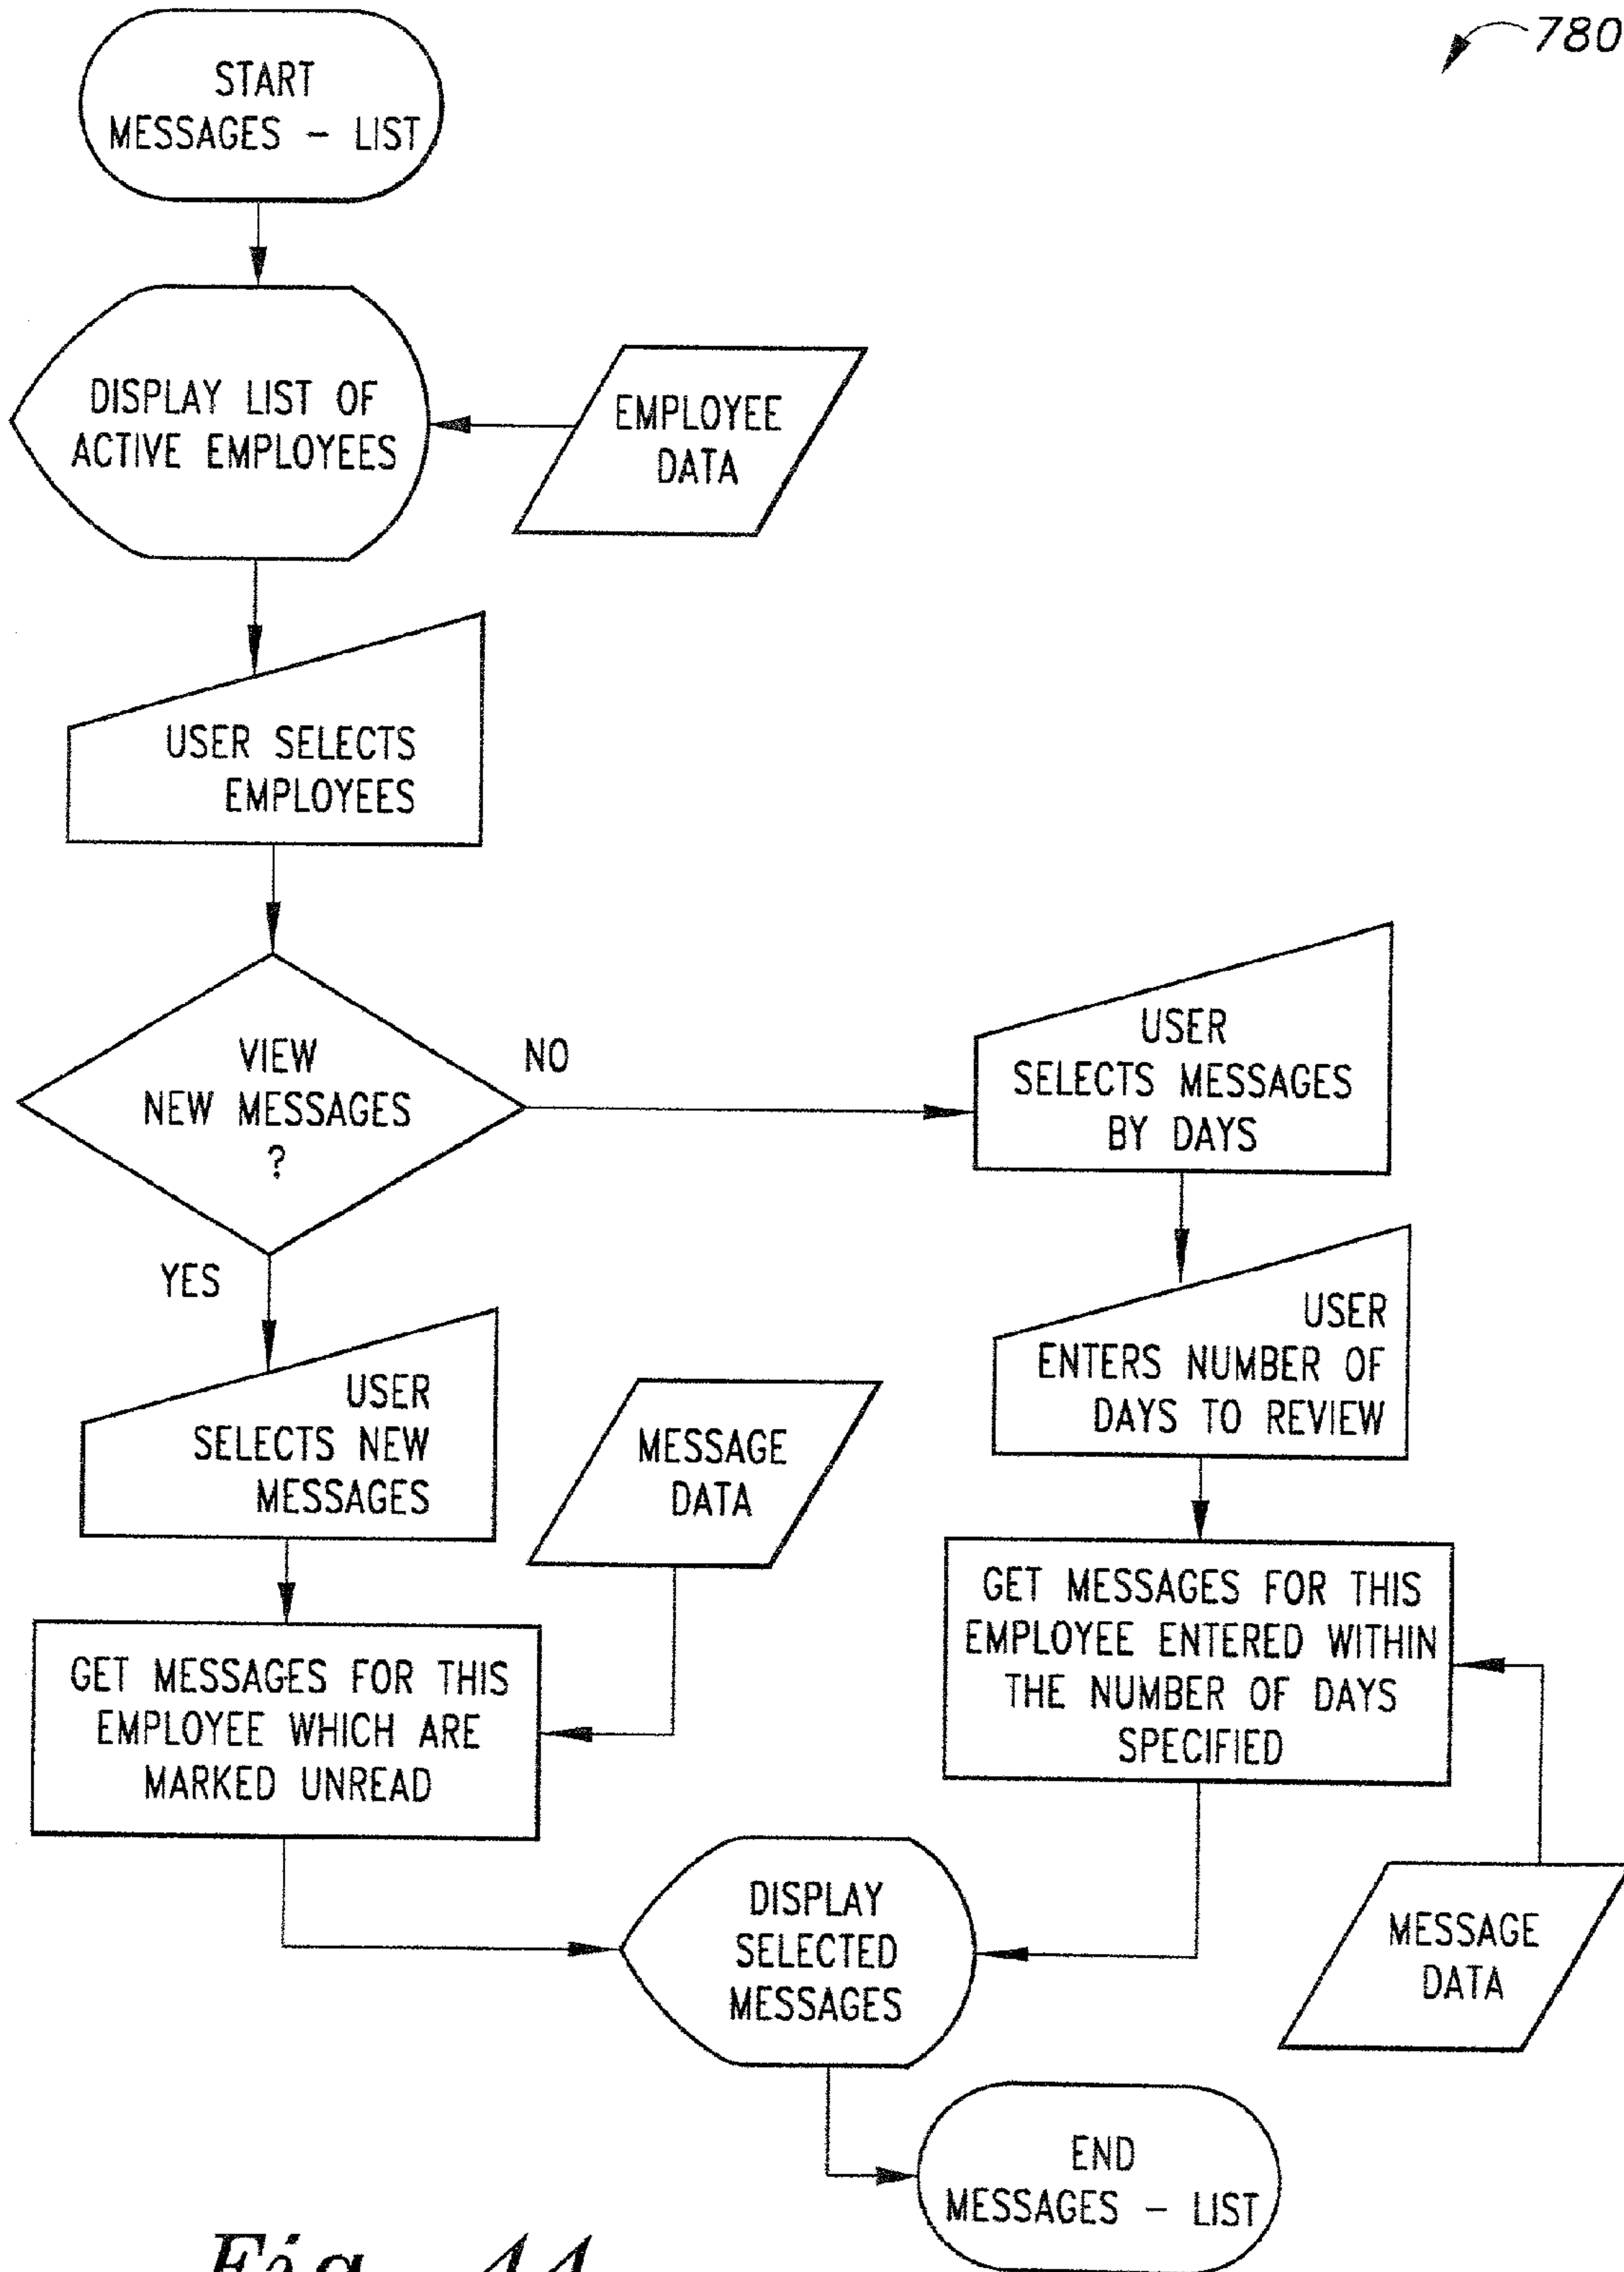 780
START
MESSAGES – LIST
DISPLAY LIST OF
ACTIVE EMPLOYEES
EMPLOYEE
DATA
USER SELECTS
EMPLOYEES
VIEW
NEW MESSAGES
?
NO
YES
USER
SELECTS MESSAGES
BY DAYS
USER
ENTERS NUMBER OF
DAYS TO REVIEW
USER
SELECTS NEW
MESSAGES
MESSAGE
DATA
GET MESSAGES FOR THIS
EMPLOYEE WHICH ARE
MARKED UNREAD
GET MESSAGES FOR THIS
EMPLOYEE ENTERED WITHIN
THE NUMBER OF DAYS
SPECIFIED
DISPLAY
SELECTED
MESSAGES
MESSAGE
DATA
END
MESSAGES – LIST
Fig. 44